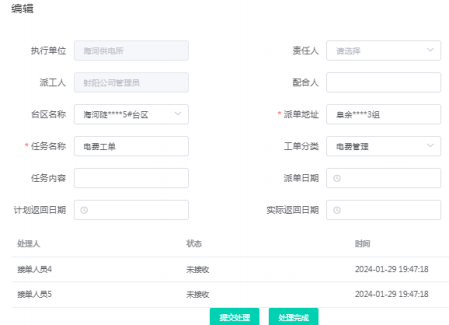 编辑
执行单位 海河供电所 责任人 请选择
派工人 射阳公司管理员 配合人
台区名称 海河陡****5#台区 * 派单地址 阜余****3组
* 任务名称 电费工单 工单分类 电费管理
任务内容 派单日期
计划返回日期 实际返回日期
处理人 状态 时间
接单人员4 未接收 2024-01-29 19:47:18
接单人员5 未接收 2024-01-29 19:47:18
提交处理 处理完成